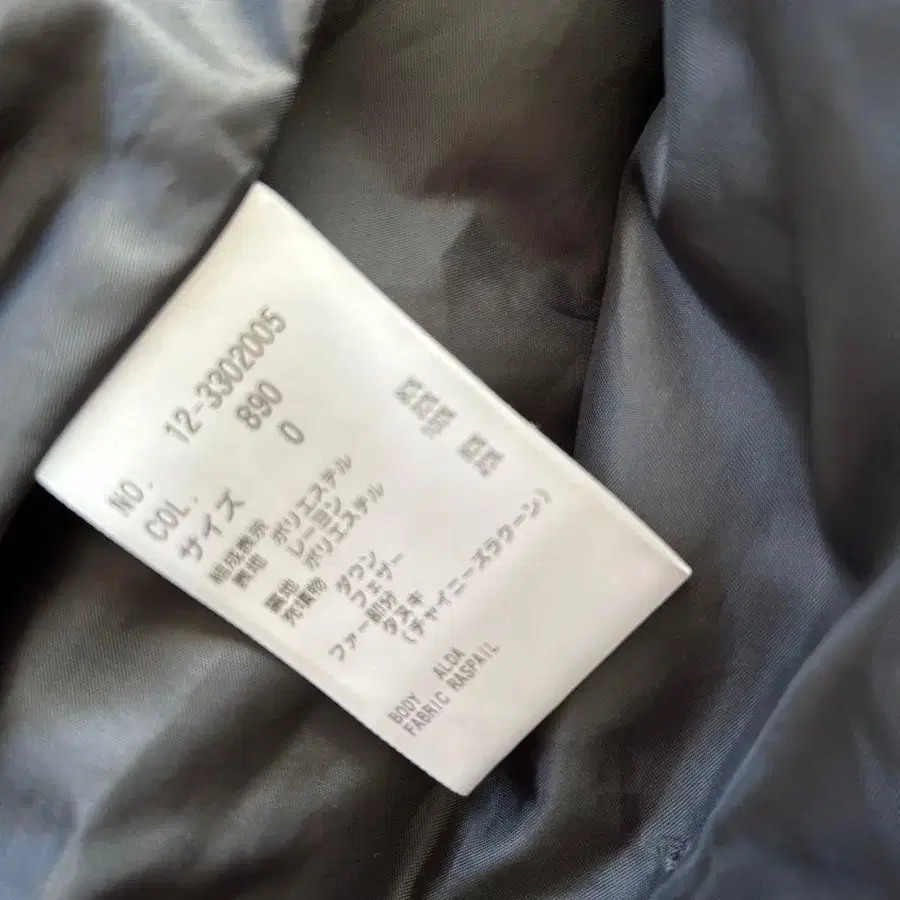 NO. 12-3302005
COL. 890
サイズ 0
組成表示
表地 ポリエステル
レーヨン
裏地 ポリエステル 100%
充填物 ダウン
フェザー
ファー部分
タヌキ
(チャイニーズラクーン)
BODY ALDA
FABRIC RASPAIL